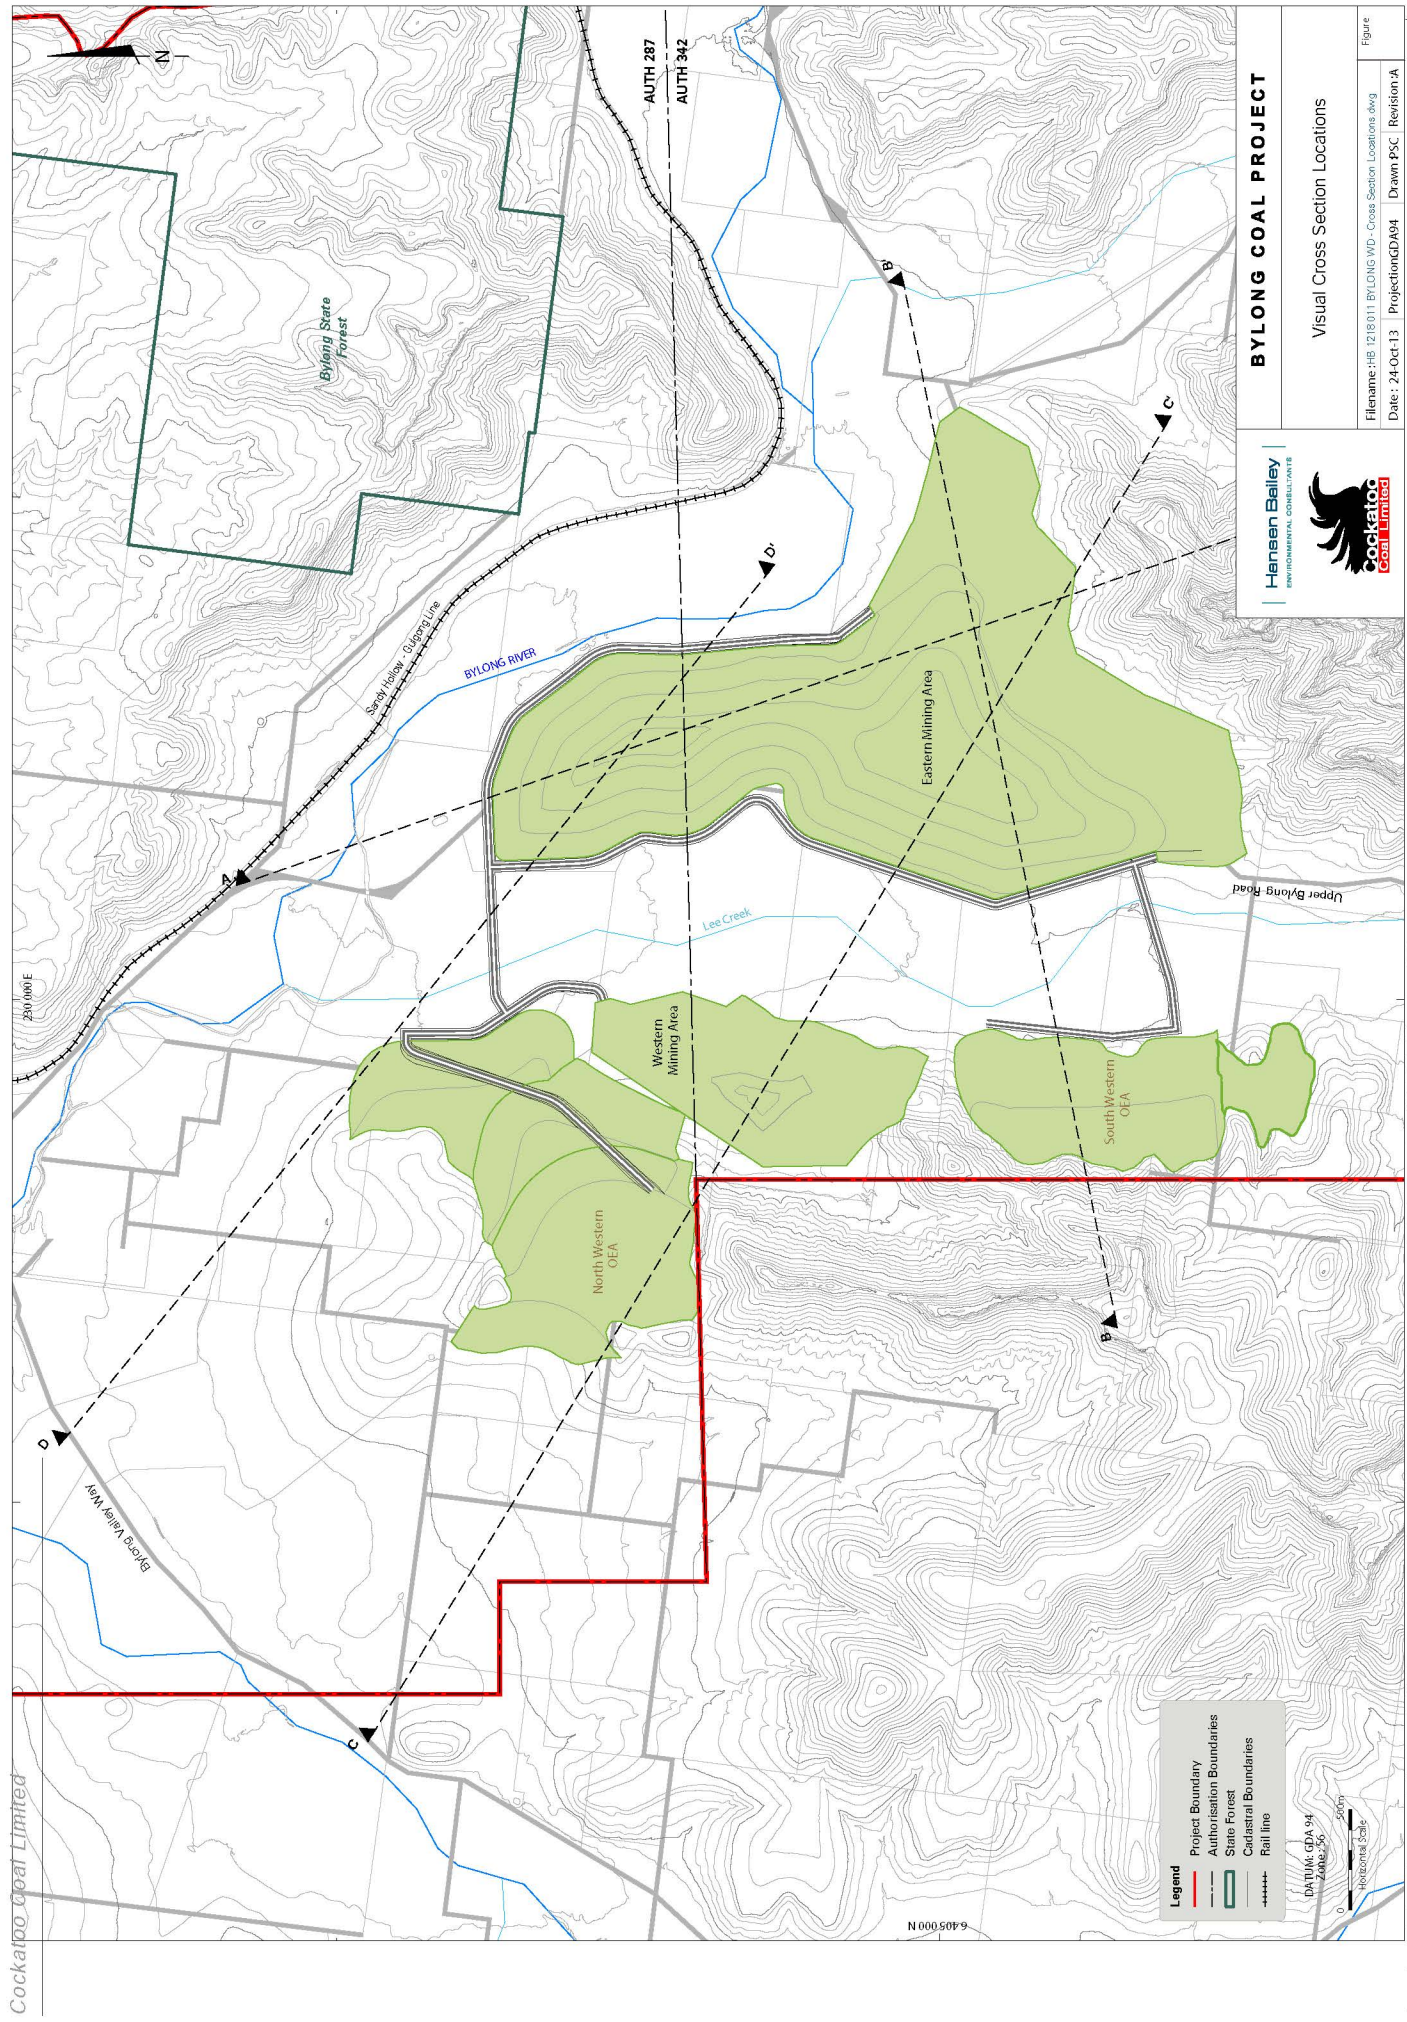 Cockatoo Coal Limited
N
AUTH 287
AUTH 342
Bylong State
Forest
Sandy Hollow - Gulgong Line
BYLONG RIVER
230 000 E
A
B'
C'
D'
Eastern Mining Area
Lee Creek
Upper Bylong Road
Western
Mining Area
South Western
OEA
North Western
OEA
D
Bylong Valley Way
C
B
6 405 000 N
Legend
Project Boundary
Authorisation Boundaries
State Forest
Cadastral Boundaries
Rail line
DATUM: GDA 94
Zone: 56
0 500m
Horizontal Scale
Hansen Bailey
ENVIRONMENTAL CONSULTANTS
Cockatoo
Coal Limited
BYLONG COAL PROJECT
Visual Cross Section Locations
Filename: HB 1218 011 BYLONG WD - Cross Section Locations.dwg
Date: 24-Oct-13 Projection:GDA94 Drawn:PSC Revision:A
Figure